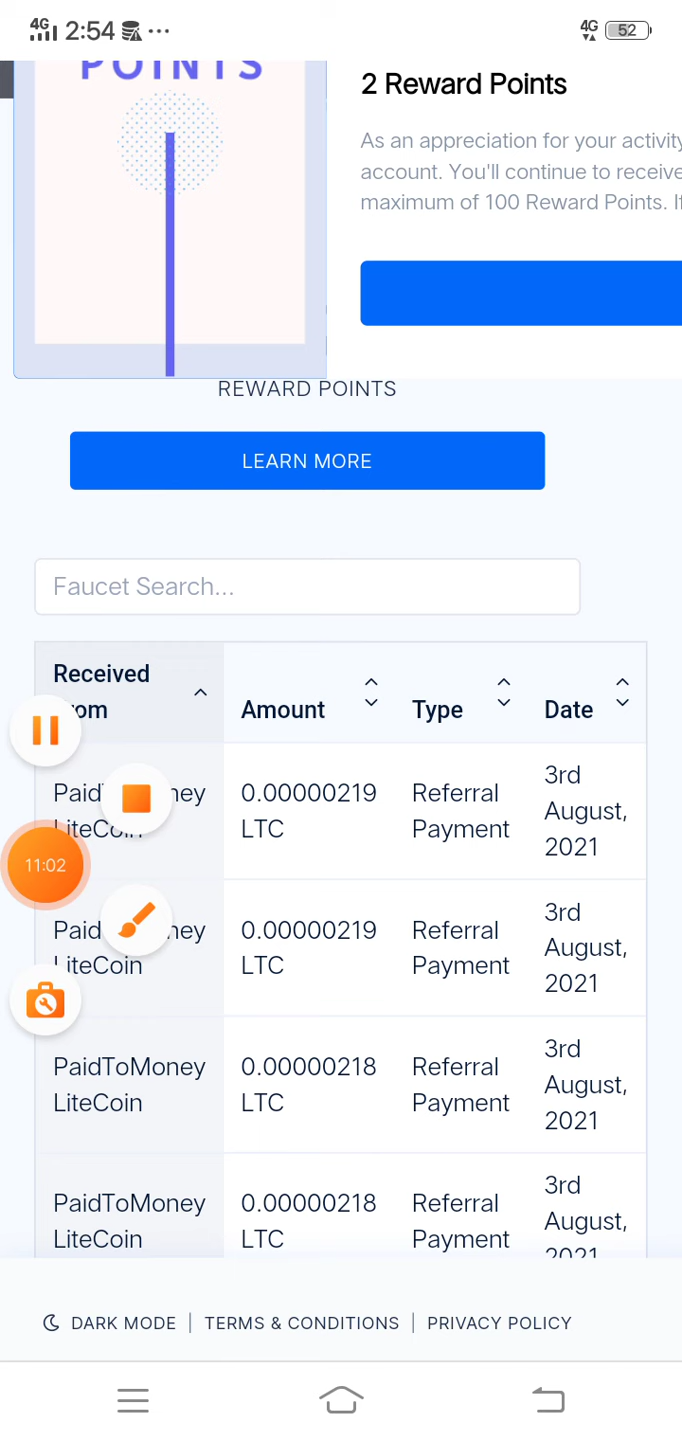 4G 2:54 ...
4G 52
POINTS
2 Reward Points
As an appreciation for your activity
account. You'll continue to receive
maximum of 100 Reward Points. If
REWARD POINTS
LEARN MORE
Faucet Search...
Received
Amount Type Date
3rd
0.00000219 Referral August,
LiteCoin LTC Payment 2021
11:02
3rd
0.00000219 Referral August,
LiteCoin LTC Payment 2021
3rd
PaidToMoney 0.00000218 Referral August,
LiteCoin LTC Payment 2021
3rd
PaidToMoney 0.00000218 Referral August,
LiteCoin LTC Payment 2021
DARK MODE | TERMS & CONDITIONS | PRIVACY POLICY